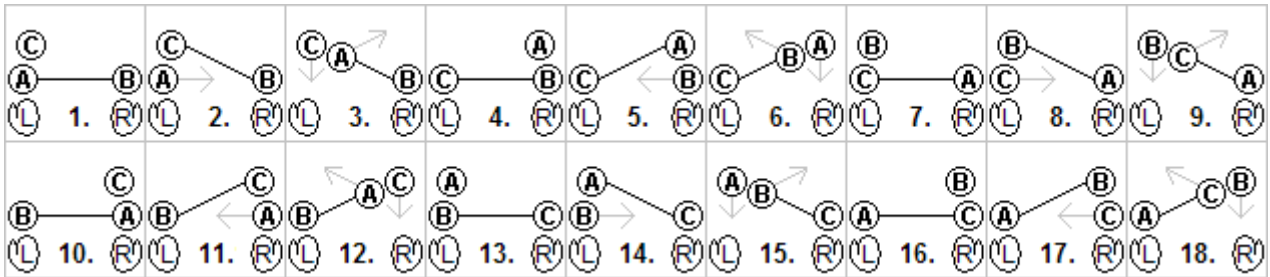 C
A B
L 1. R
C
A B
L 2. R
C A
B
L 3. R
A
C B
L 4. R
A
C B
L 5. R
B A
C
L 6. R
B
C A
L 7. R
B
C A
L 8. R
B C
A
L 9. R
C
B A
L 10. R
C
B A
L 11. R
A C
B
L 12. R
A
B C
L 13. R
A
B C
L 14. R
A B
C
L 15. R
B
A C
L 16. R
B
A C
L 17. R
C B
A
L 18. R